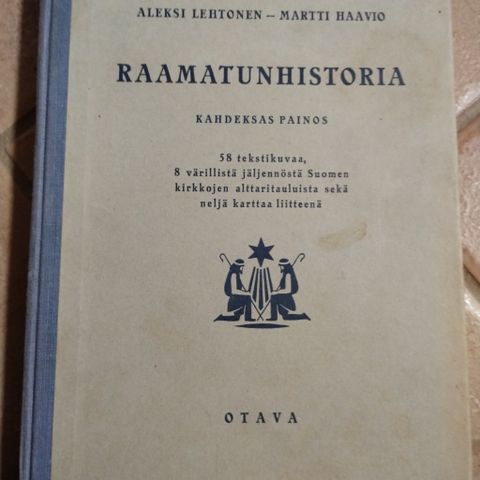 ALEKSI LEHTONEN – MARTTI HAAVIO
RAAMATUNHISTORIA
KAHDEKSAS PAINOS
58 tekstikuvaa,
8 värillistä jäljennöstä Suomen
kirkkojen alttaritauluista sekä
neljä karttaa liitteenä
OTAVA